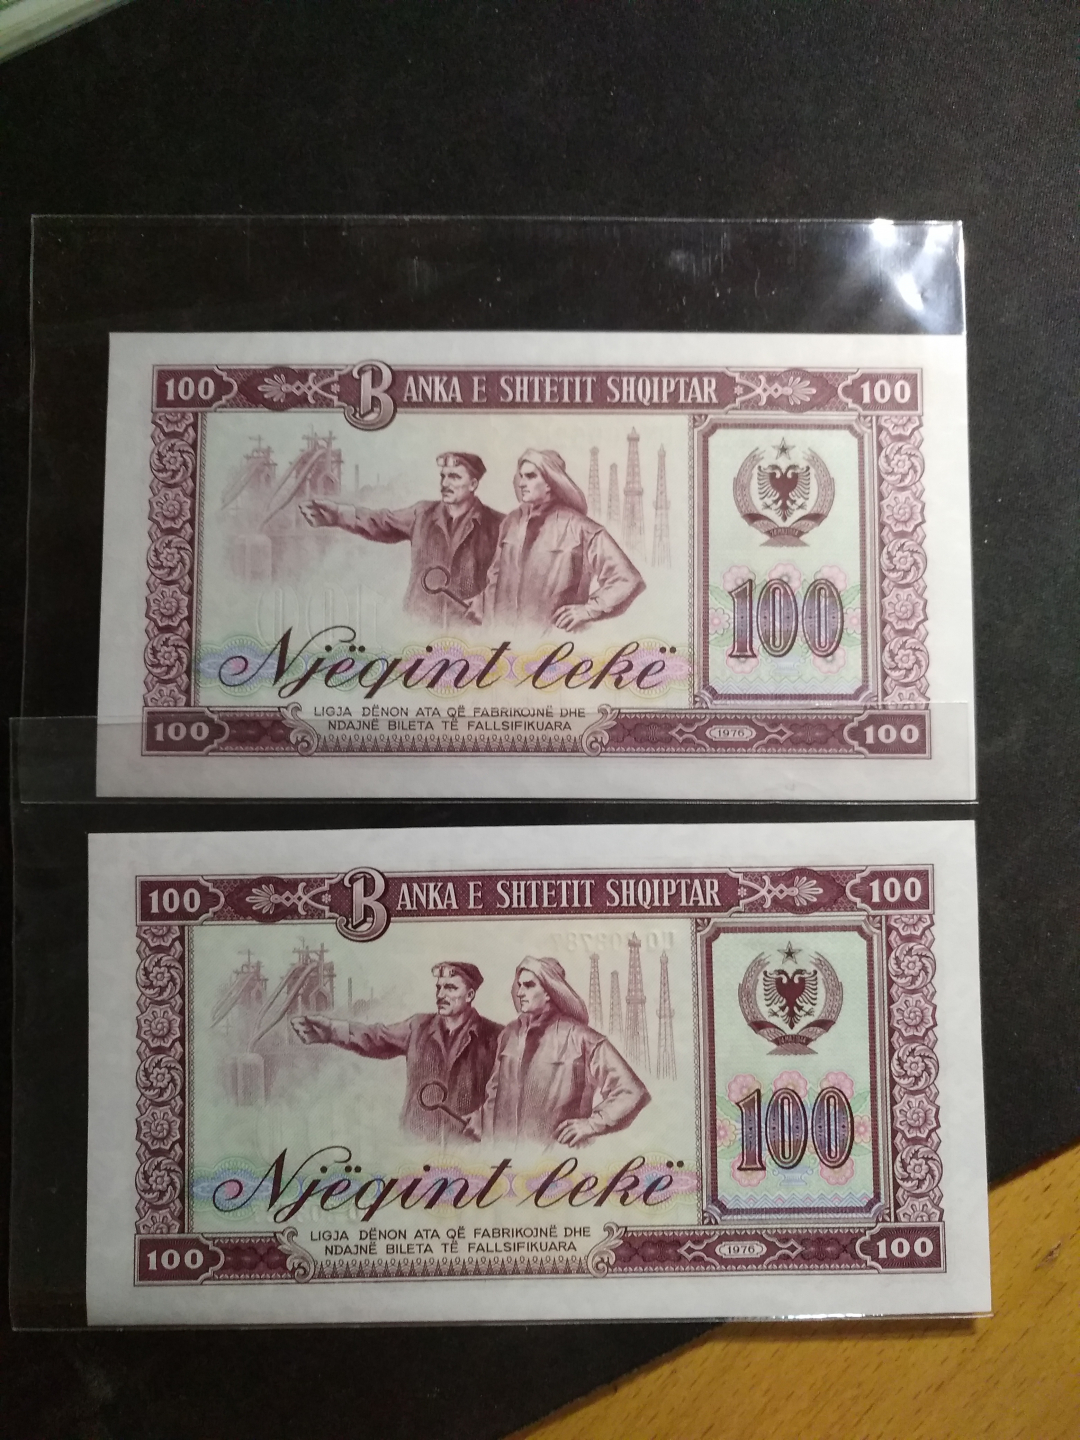 100 BANKA E SHTETIT SHQIPTAR 100
100
Njëqint lekë
LIGJA DËNON ATA QË FABRIKOJNË DHE
NDAJNË BILETA TË FALLSIFIKUARA
100 1976 100
100 BANKA E SHTETIT SHQIPTAR 100
100
Njëqint lekë
LIGJA DËNON ATA QË FABRIKOJNË DHE
NDAJNË BILETA TË FALLSIFIKUARA
100 1976 100